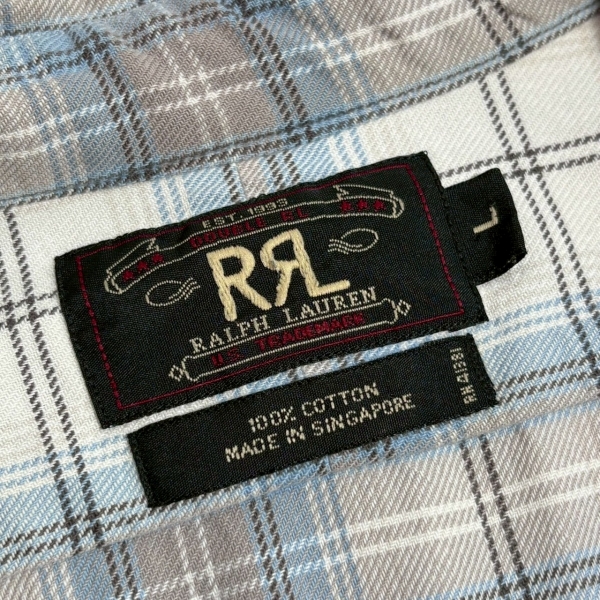 EST. 1993
DOUBLE RL
RRL
RALPH LAUREN
U.S. TRADEMARK
L
100% COTTON
MADE IN SINGAPORE
RN 41381